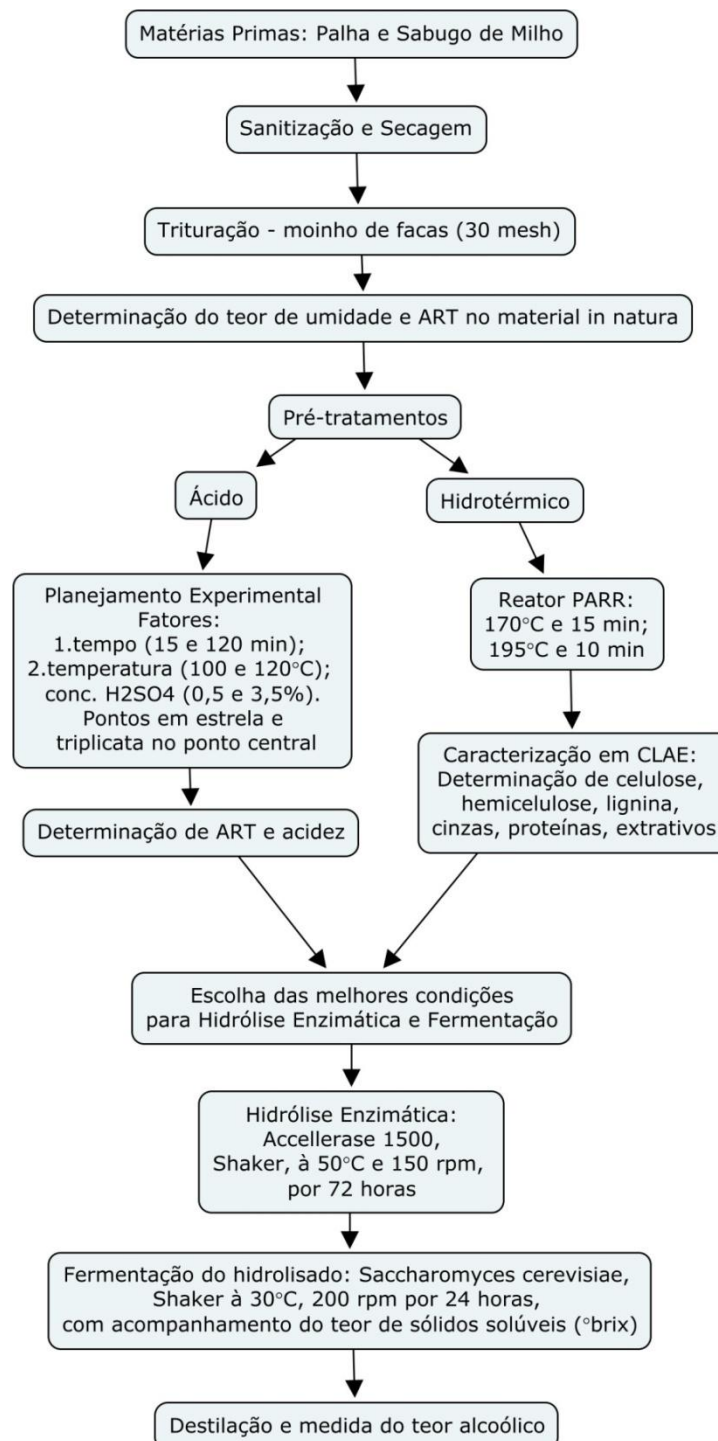 Matérias Primas: Palha e Sabugo de Milho
Sanitização e Secagem
Trituração - moinho de facas (30 mesh)
Determinação do teor de umidade e ART no material in natura
Pré-tratamentos
Ácido
Hidrotérmico
Planejamento Experimental
Fatores:
1.tempo (15 e 120 min);
2.temperatura (100 e 120°C);
conc. H2SO4 (0,5 e 3,5%).
Pontos em estrela e
triplicata no ponto central
Reator PARR:
170°C e 15 min;
195°C e 10 min
Determinação de ART e acidez
Caracterização em CLAE:
Determinação de celulose,
hemicelulose, lignina,
cinzas, proteínas, extrativos
Escolha das melhores condições
para Hidrólise Enzimática e Fermentação
Hidrólise Enzimática:
Accellerase 1500,
Shaker, à 50°C e 150 rpm,
por 72 horas
Fermentação do hidrolisado: Saccharomyces cerevisiae,
Shaker à 30°C, 200 rpm por 24 horas,
com acompanhamento do teor de sólidos solúveis (°brix)
Destilação e medida do teor alcoólico